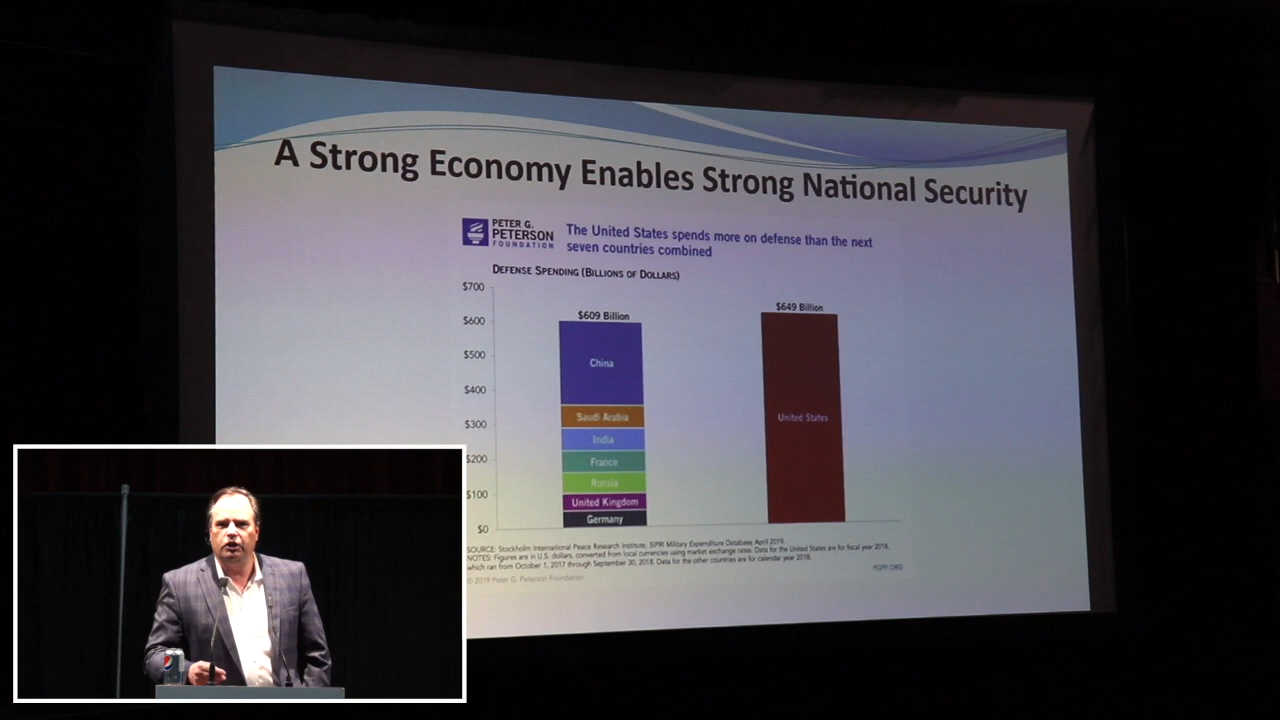 A Strong Economy Enables Strong National Security
PETER G.
PETERSON
FOUNDATION
The United States spends more on defense than the next
seven countries combined
DEFENSE SPENDING (BILLIONS OF DOLLARS)
$700
$600
$500
$400
$300
$200
$100
$0
$609 Billion
China
Saudi Arabia
India
France
Russia
United Kingdom
Germany
$649 Billion
United States
SOURCE: Stockholm International Peace Research Institute, SIPRI Military Expenditure Database, April 2019.
NOTES: Figures are in U.S. dollars, converted from local currencies using market exchange rates. Data for the United States are for fiscal year 2018,
which ran from October 1, 2017 through September 30, 2018. Data for the other countries are for calendar year 2018.
© 2019 Peter G. Peterson Foundation
PGPF.ORG